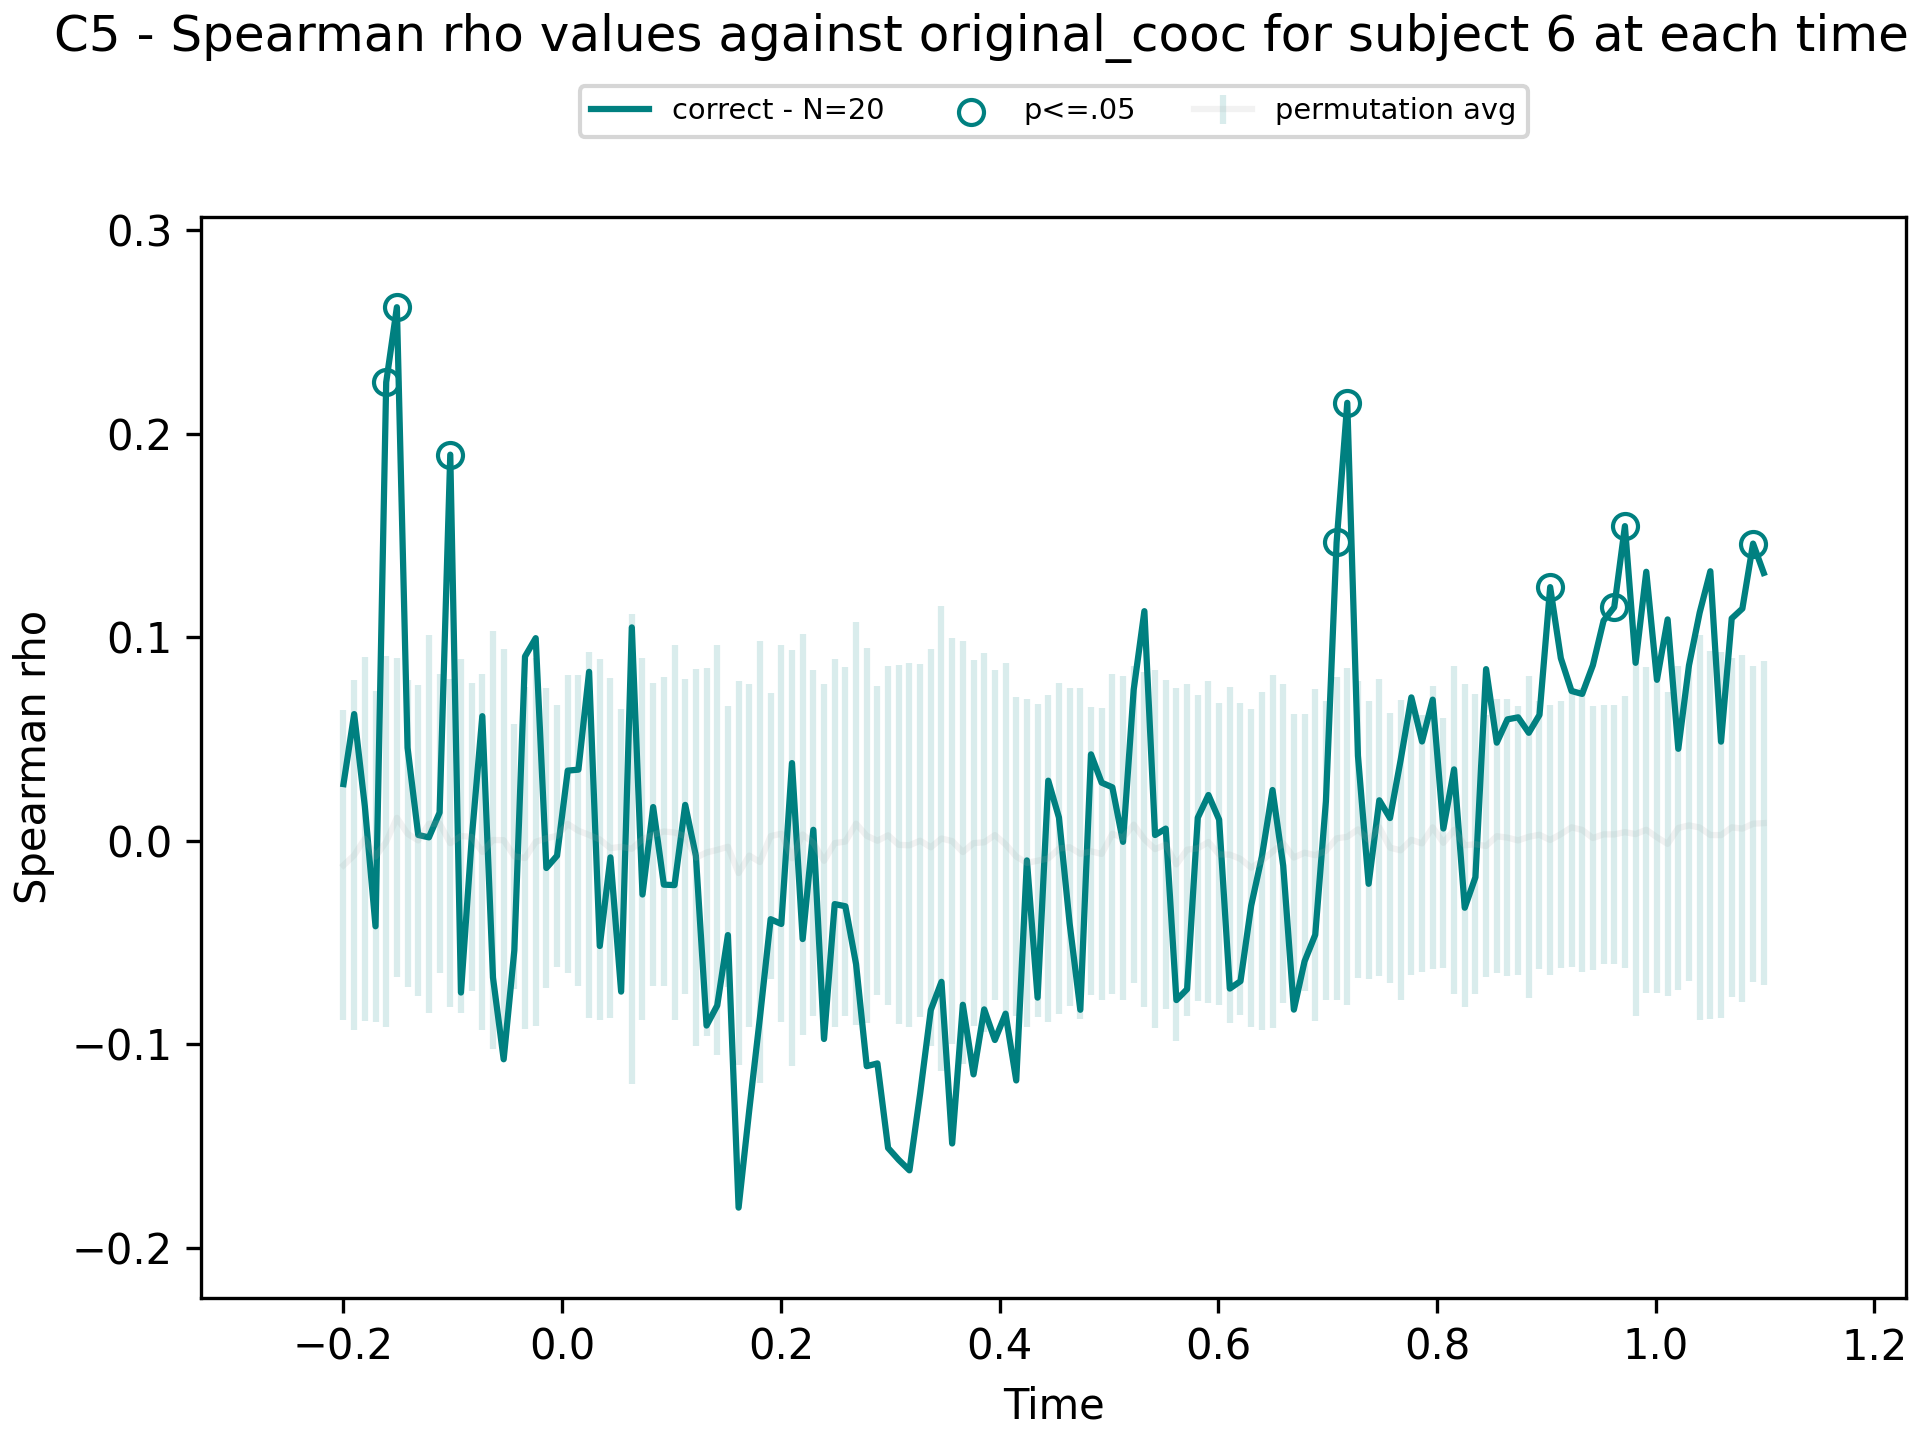 C5 - Spearman rho values against original_cooc for subject 6 at each time
correct - N=20
p<=.05
permutation avg
0.3
0.2
0.1
0.0
−0.1
−0.2
Spearman rho
−0.2
0.0
0.2
0.4
0.6
0.8
1.0
1.2
Time